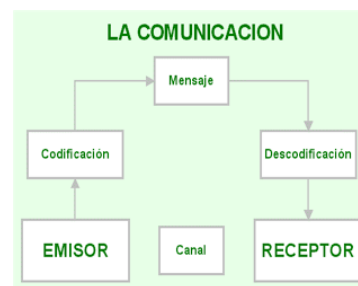 LA COMUNICACION
Mensaje
Codificación
Descodificación
EMISOR
Canal
RECEPTOR